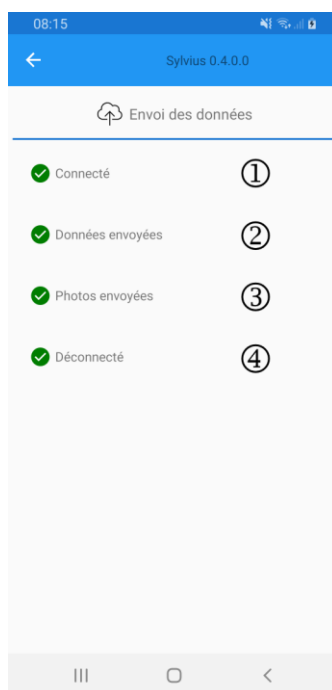 08:15
Sylvius 0.4.0.0
Envoi des données
Connecté ①
Données envoyées ②
Photos envoyées ③
Déconnecté ④